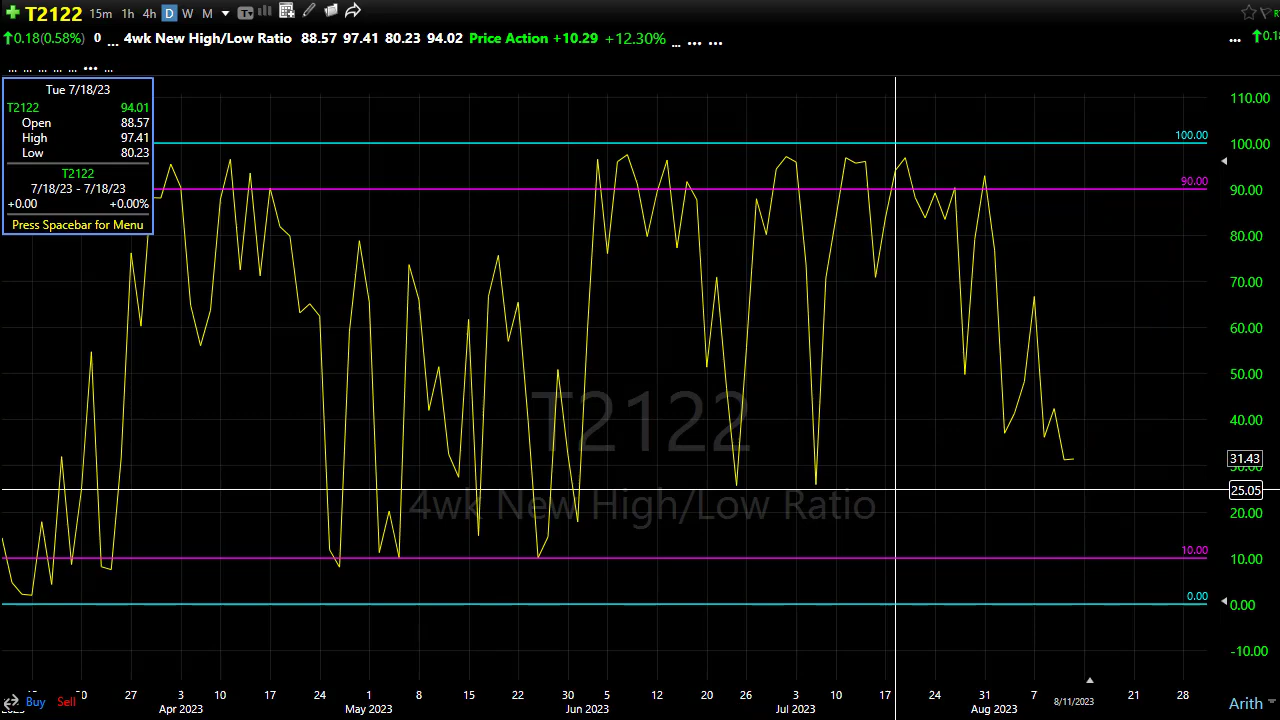 T2122 15m 1h 4h D W M
0.18(0.58%) 0 ... 4wk New High/Low Ratio 88.57 97.41 80.23 94.02 Price Action +10.29 +12.30% ... ... ... ... 0.18
... ... ... ... ... ... ...
Tue 7/18/23
T2122 94.01
Open 88.57
High 97.41
Low 80.23
T2122
7/18/23 - 7/18/23
+0.00 +0.00%
Press Spacebar for Menu
110.00
100.00 100.00
90.00 90.00
80.00
70.00
60.00
50.00
40.00
31.43
30.00
25.05
20.00
10.00 10.00
0.00 0.00
-10.00
T2122
4wk New High/Low Ratio
27 3 10 17 24 1 8 15 22 30 5 12 20 26 3 10 17 24 31 7 21 28
Apr 2023 May 2023 Jun 2023 Jul 2023 Aug 2023 8/11/2023
Buy Sell Arith